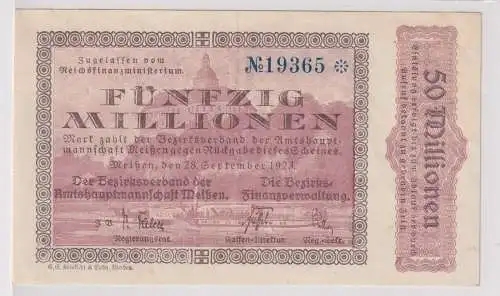 Zugelassen vom
Reichsfinanzministerium.
№19365 ※
FÜNFZIG
MILLIONEN
Mark zahlt der Bezirksverband der Amtshaupt-
mannschaft Meißen gegen Rückgabe dieses Scheines.
Meißen, den 28. September 1923.
Der Bezirksverband der
Amtshauptmannschaft Meißen.
Die Bezirks-
Finanzverwaltung.
Regierungsrat.
Kassen-Direktor
Reg.
50 Millionen